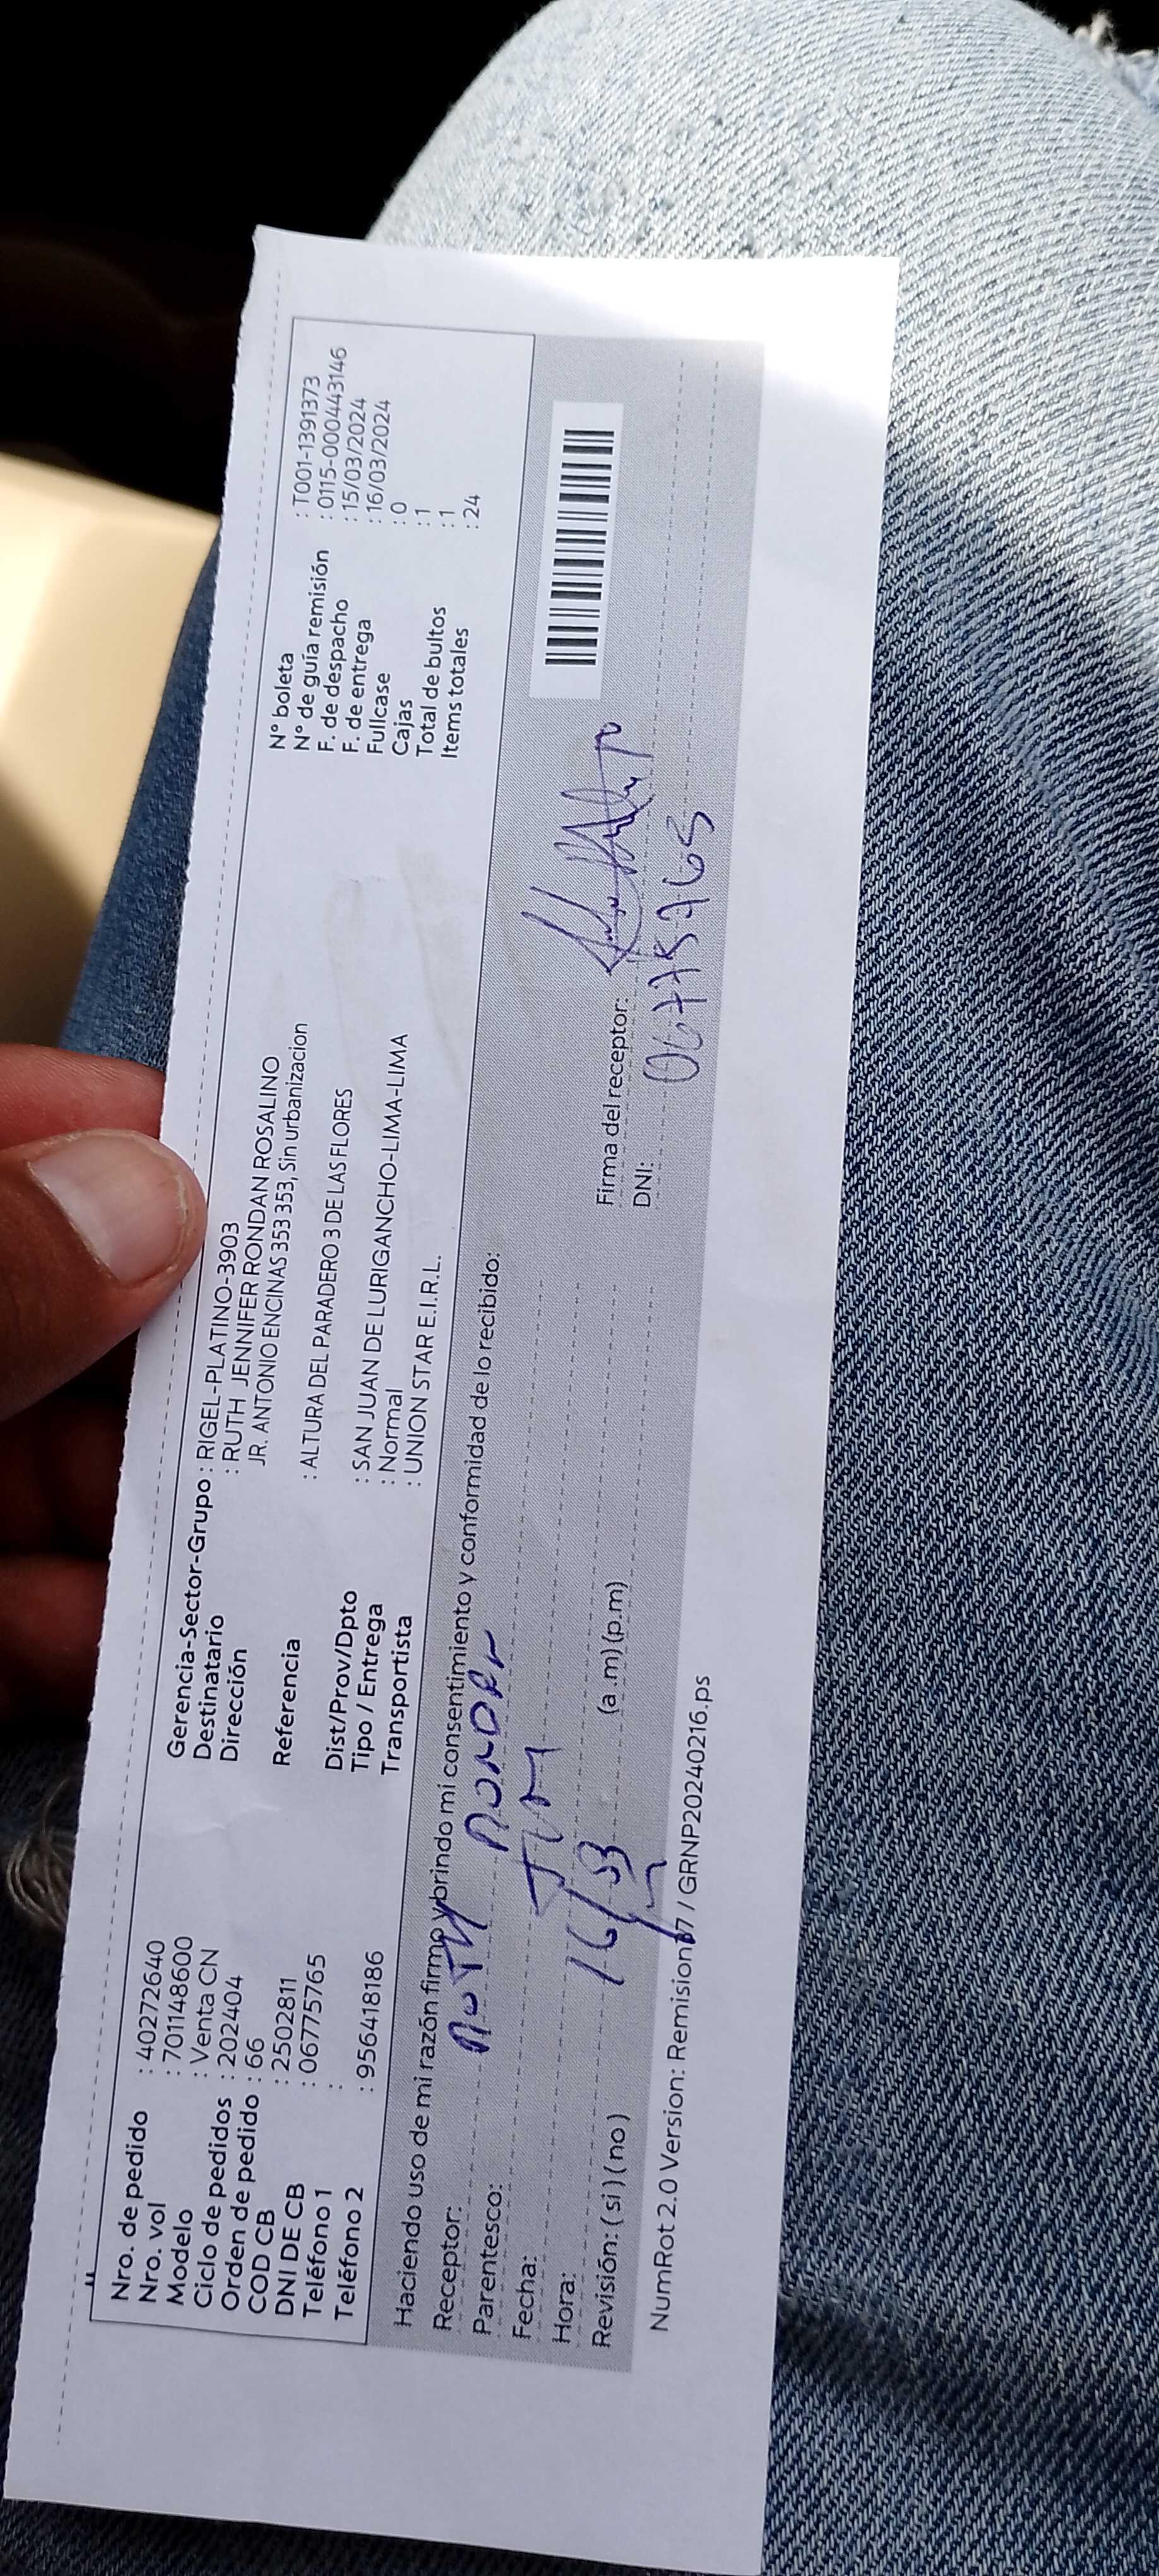 Nro. de pedido : 40272640
Nro. vol : 701148600
Modelo : Venta CN
Ciclo de pedidos : 202404
Orden de pedido : 66
COD CB : 2502811
DNI DE CB : 06775765
Teléfono 1 :
Teléfono 2 : 956418186
Gerencia-Sector-Grupo : RIGEL-PLATINO-3903
Destinatario : RUTH JENNIFER RONDAN ROSALINO
Dirección JR. ANTONIO ENCINAS 353 353, Sin urbanizacion
Referencia : ALTURA DEL PARADERO 3 DE LAS FLORES
Dist/Prov/Dpto : SAN JUAN DE LURIGANCHO-LIMA-LIMA
Tipo / Entrega : Normal
Transportista : UNION STAR E.I.R.L.
N° boleta : T001-1391373
N° de guía remisión : 0115-0004443146
F. de despacho : 15/03/2024
F. de entrega : 16/03/2024
Fullcase : 0
Cajas : 1
Total de bultos : 1
Items totales : 24
Haciendo uso de mi razón firmo y brindo mi consentimiento y conformidad de lo recibido:
Receptor:
Parentesco:
Fecha: 16/03
Hora: (a.m) (p.m)
Revisión: ( si ) ( no )
Firma del receptor:
DNI: 06775765
NumRot 2.0 Version: Remision07 / GRNP20240216.ps